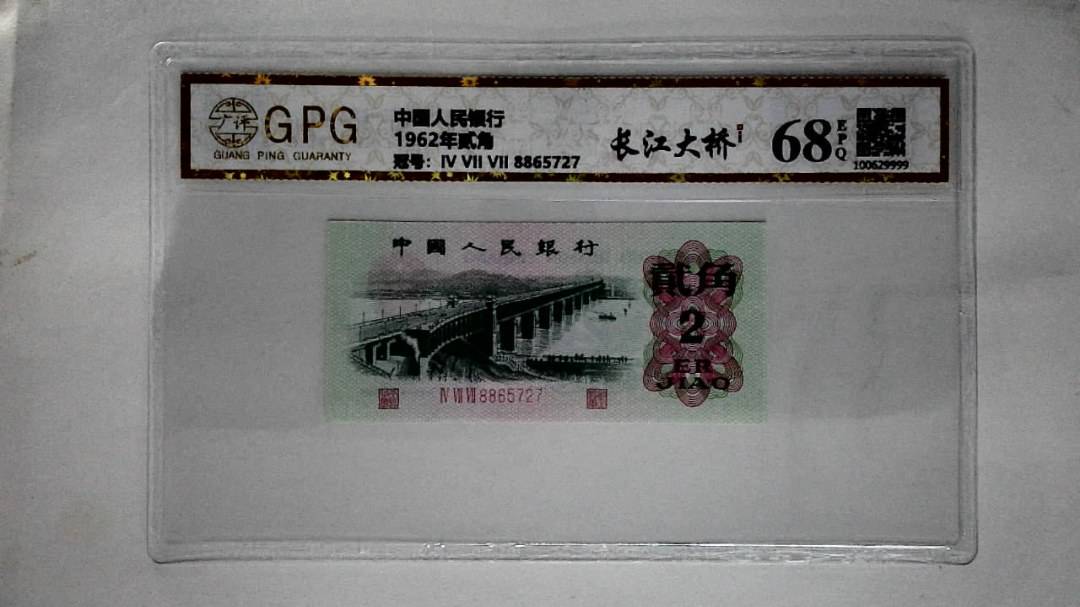 广评
GPG
GUANG PING GUARANTY
中國人民银行
1962年贰角
冠号: IV VII VII 8865727
长江大桥
68
EPQ
100629999
中國人民銀行
貳角
2
ER
JIAO
Ⅳ Ⅶ Ⅶ 8865727